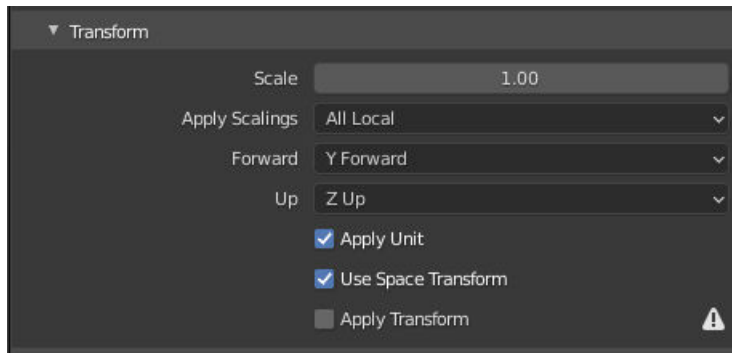 Transform
Scale 1.00
Apply Scalings All Local
Forward Y Forward
Up Z Up
Apply Unit
Use Space Transform
Apply Transform